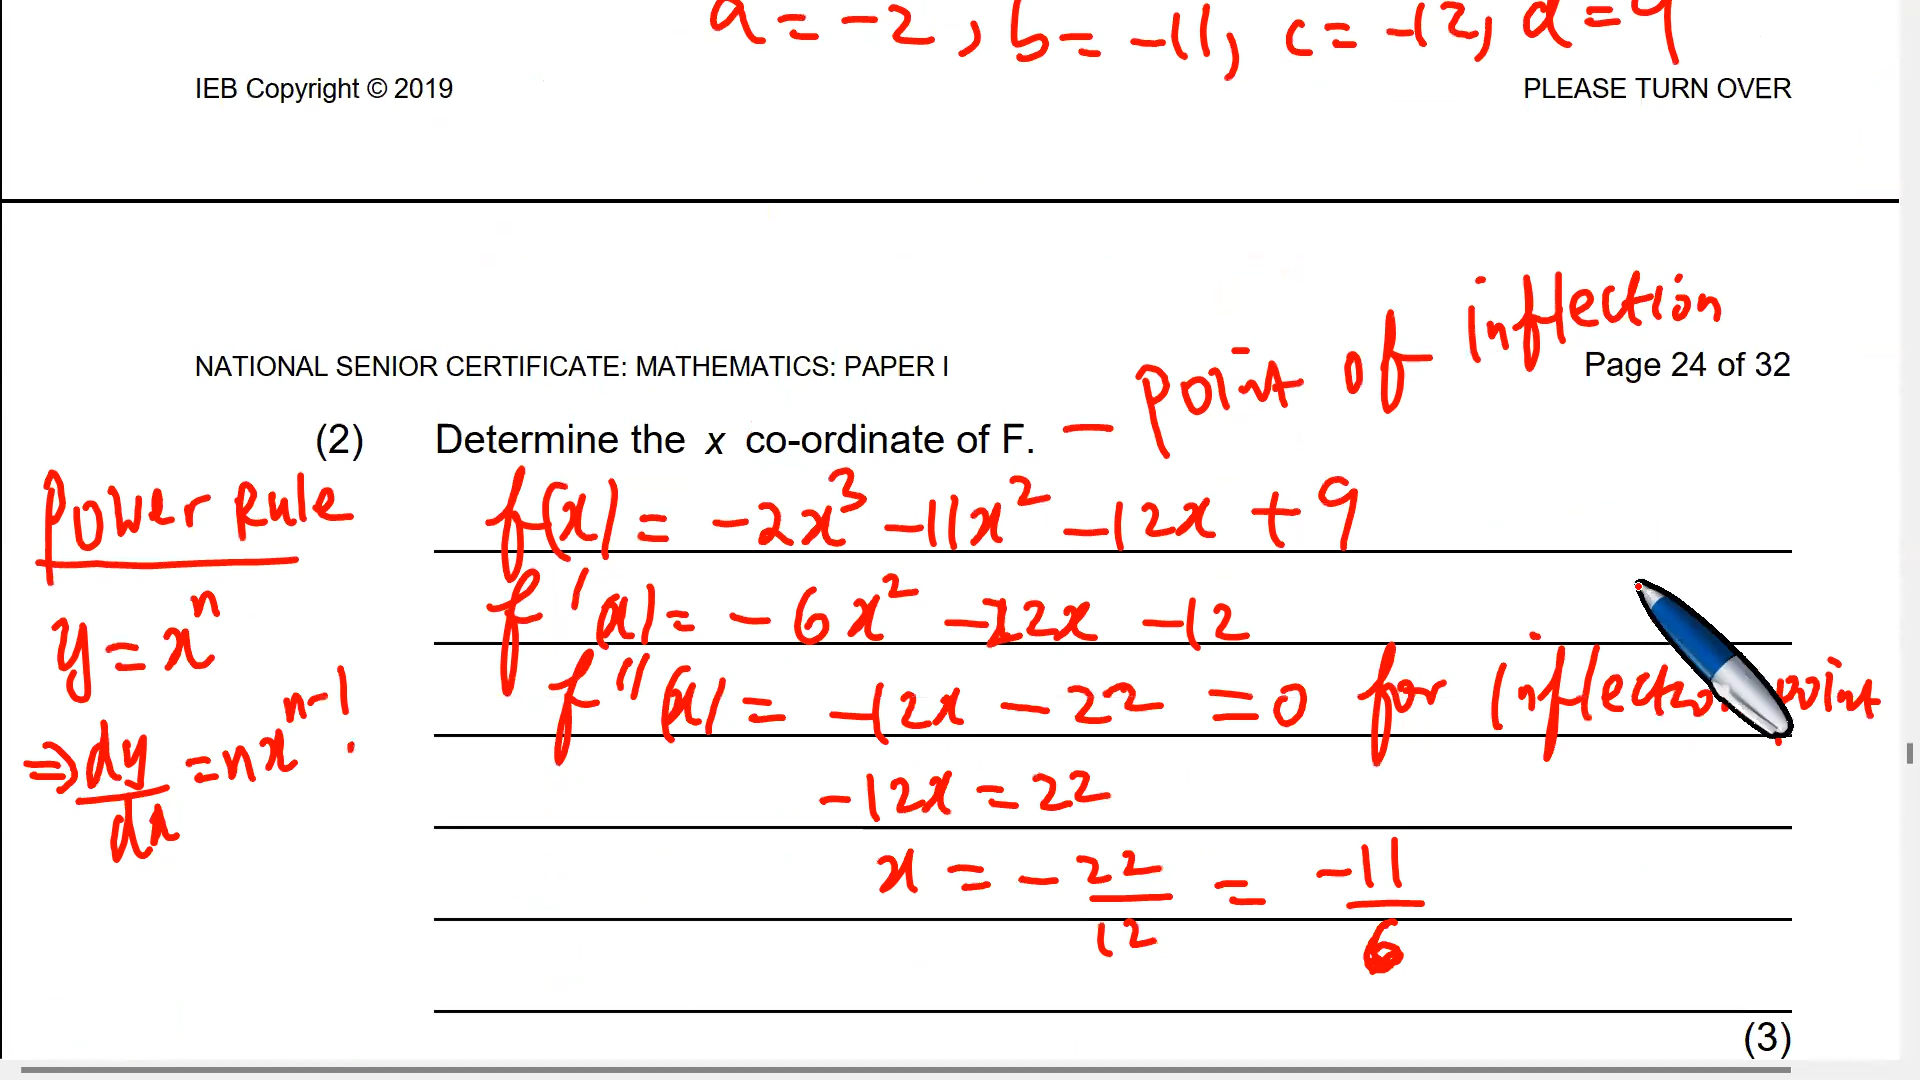 a = -2, b = -11, c = -12, d = 9
IEB Copyright © 2019 PLEASE TURN OVER
- point of inflection
NATIONAL SENIOR CERTIFICATE: MATHEMATICS: PAPER I Page 24 of 32
(2) Determine the x co-ordinate of F.
Power Rule
y = xⁿ
⇒ dy/dx = nxⁿ⁻¹
f(x) = -2x³ -11x² -12x + 9
f'(x) = -6x² -22x -12
f''(x) = -12x - 22 = 0 for Inflection point
-12x = 22
x = -22/12 = -11/6
(3)